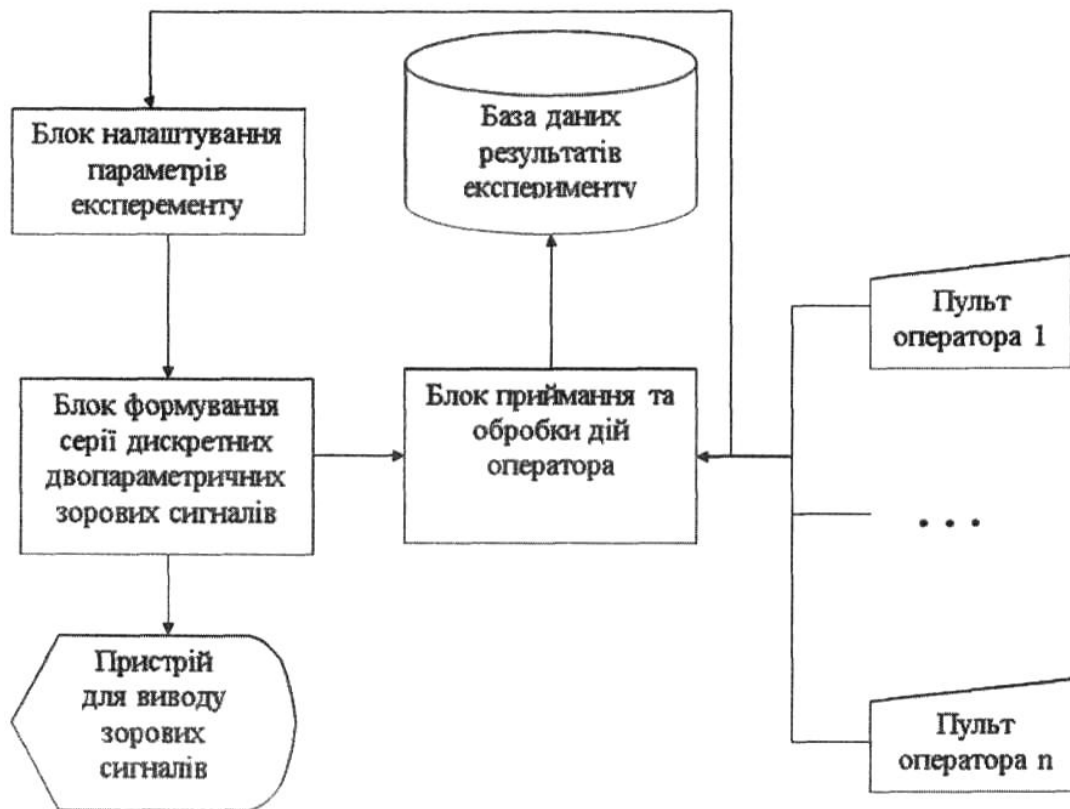 Блок налаштування
параметрів
експеременту
База даних
результатів
експерименту
Блок формування
серії дискретних
двопараметричних
зорових сигналів
Блок приймання та
обробки дій
оператора
Пульт
оператора 1
. . .
Пристрій
для виводу
зорових
сигналів
Пульт
оператора n